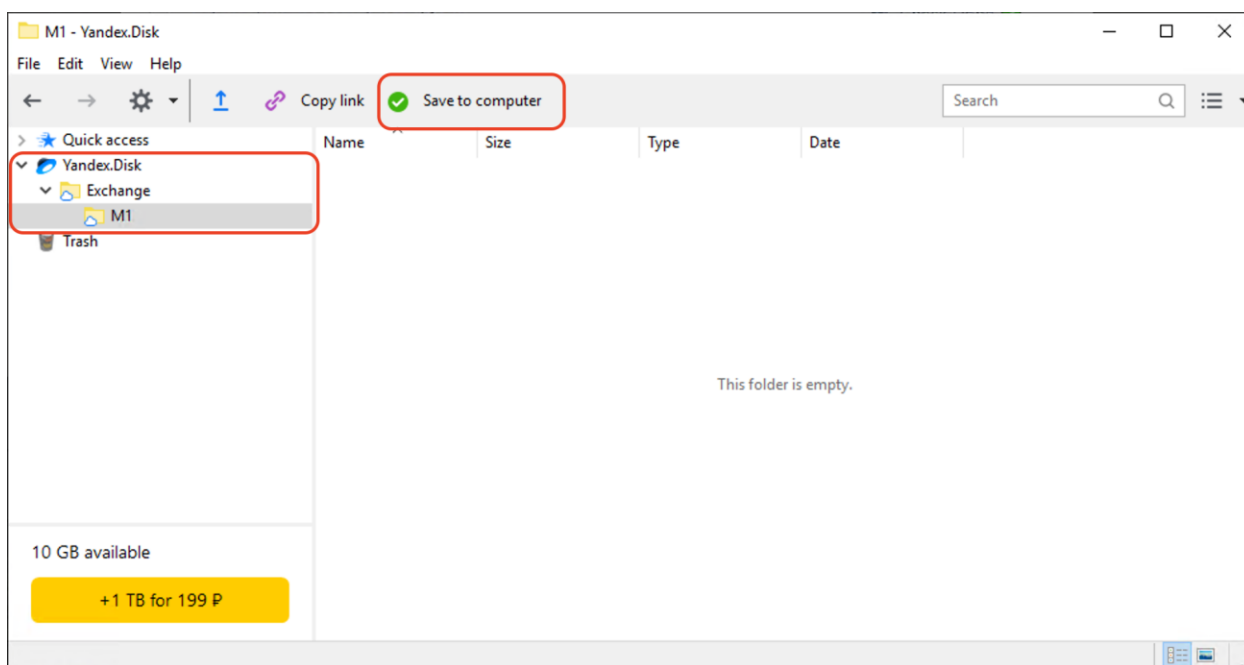 M1 - Yandex.Disk
File Edit View Help
Copy link Save to computer Search
Quick access
Yandex.Disk
Exchange
M1
Trash
Name Size Type Date
This folder is empty.
10 GB available
+1 TB for 199 ₽